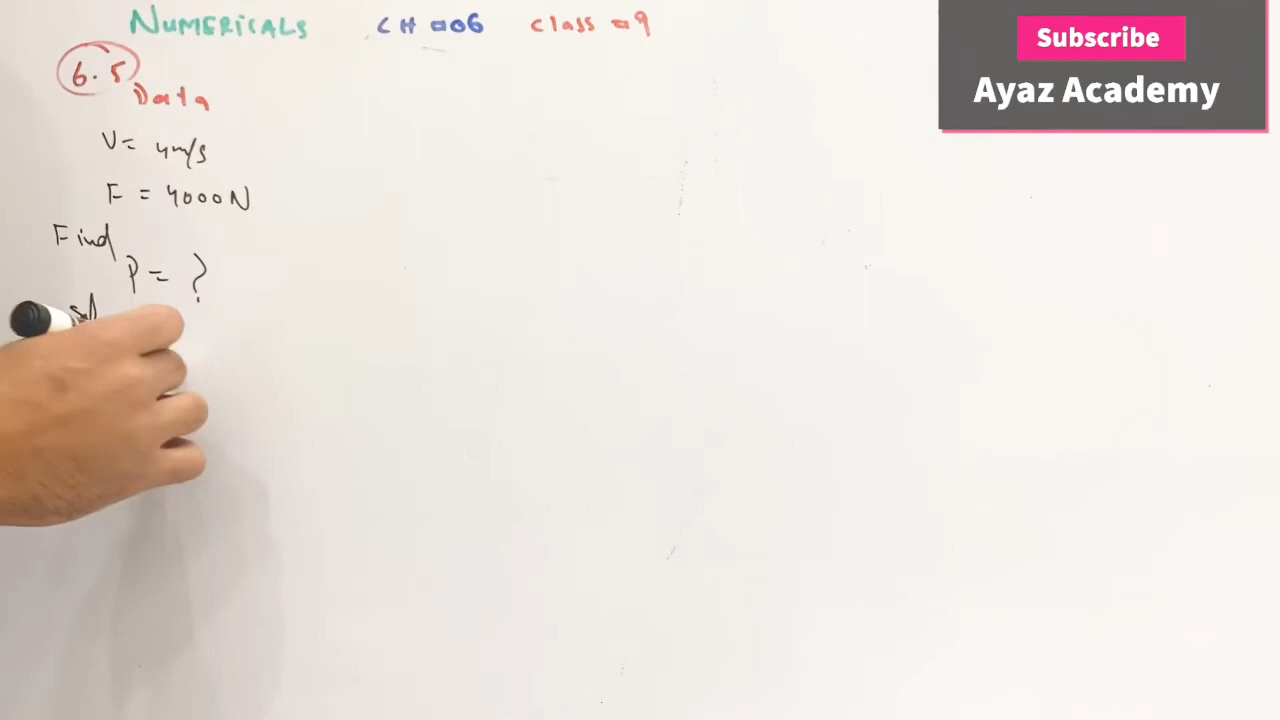 NUMERICALS CH =06 class =9
Subscribe
Ayaz Academy
6.5
Data
V= 4m/s
F = 4000N
Find
P= ?